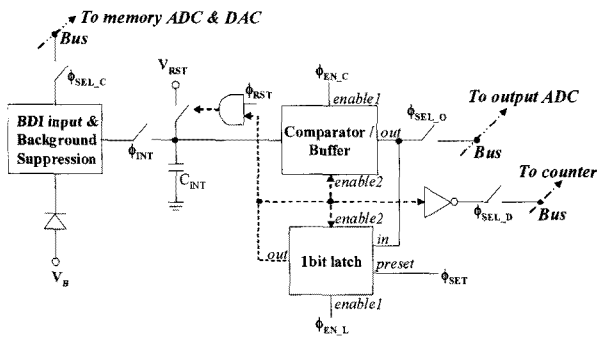 To memory ADC & DAC
Bus
ϕSEL_C
VRST
ϕRST
ϕEN_C
enable1
ϕSEL_O
To output ADC
BDI input &
Background
Suppression
ϕINT
CINT
Comparator /
Buffer
out
Bus
To counter
enable2
enable2
ϕSEL_D
Bus
VB
out
1bit latch
in
preset
ϕSET
enable1
ϕEN_L